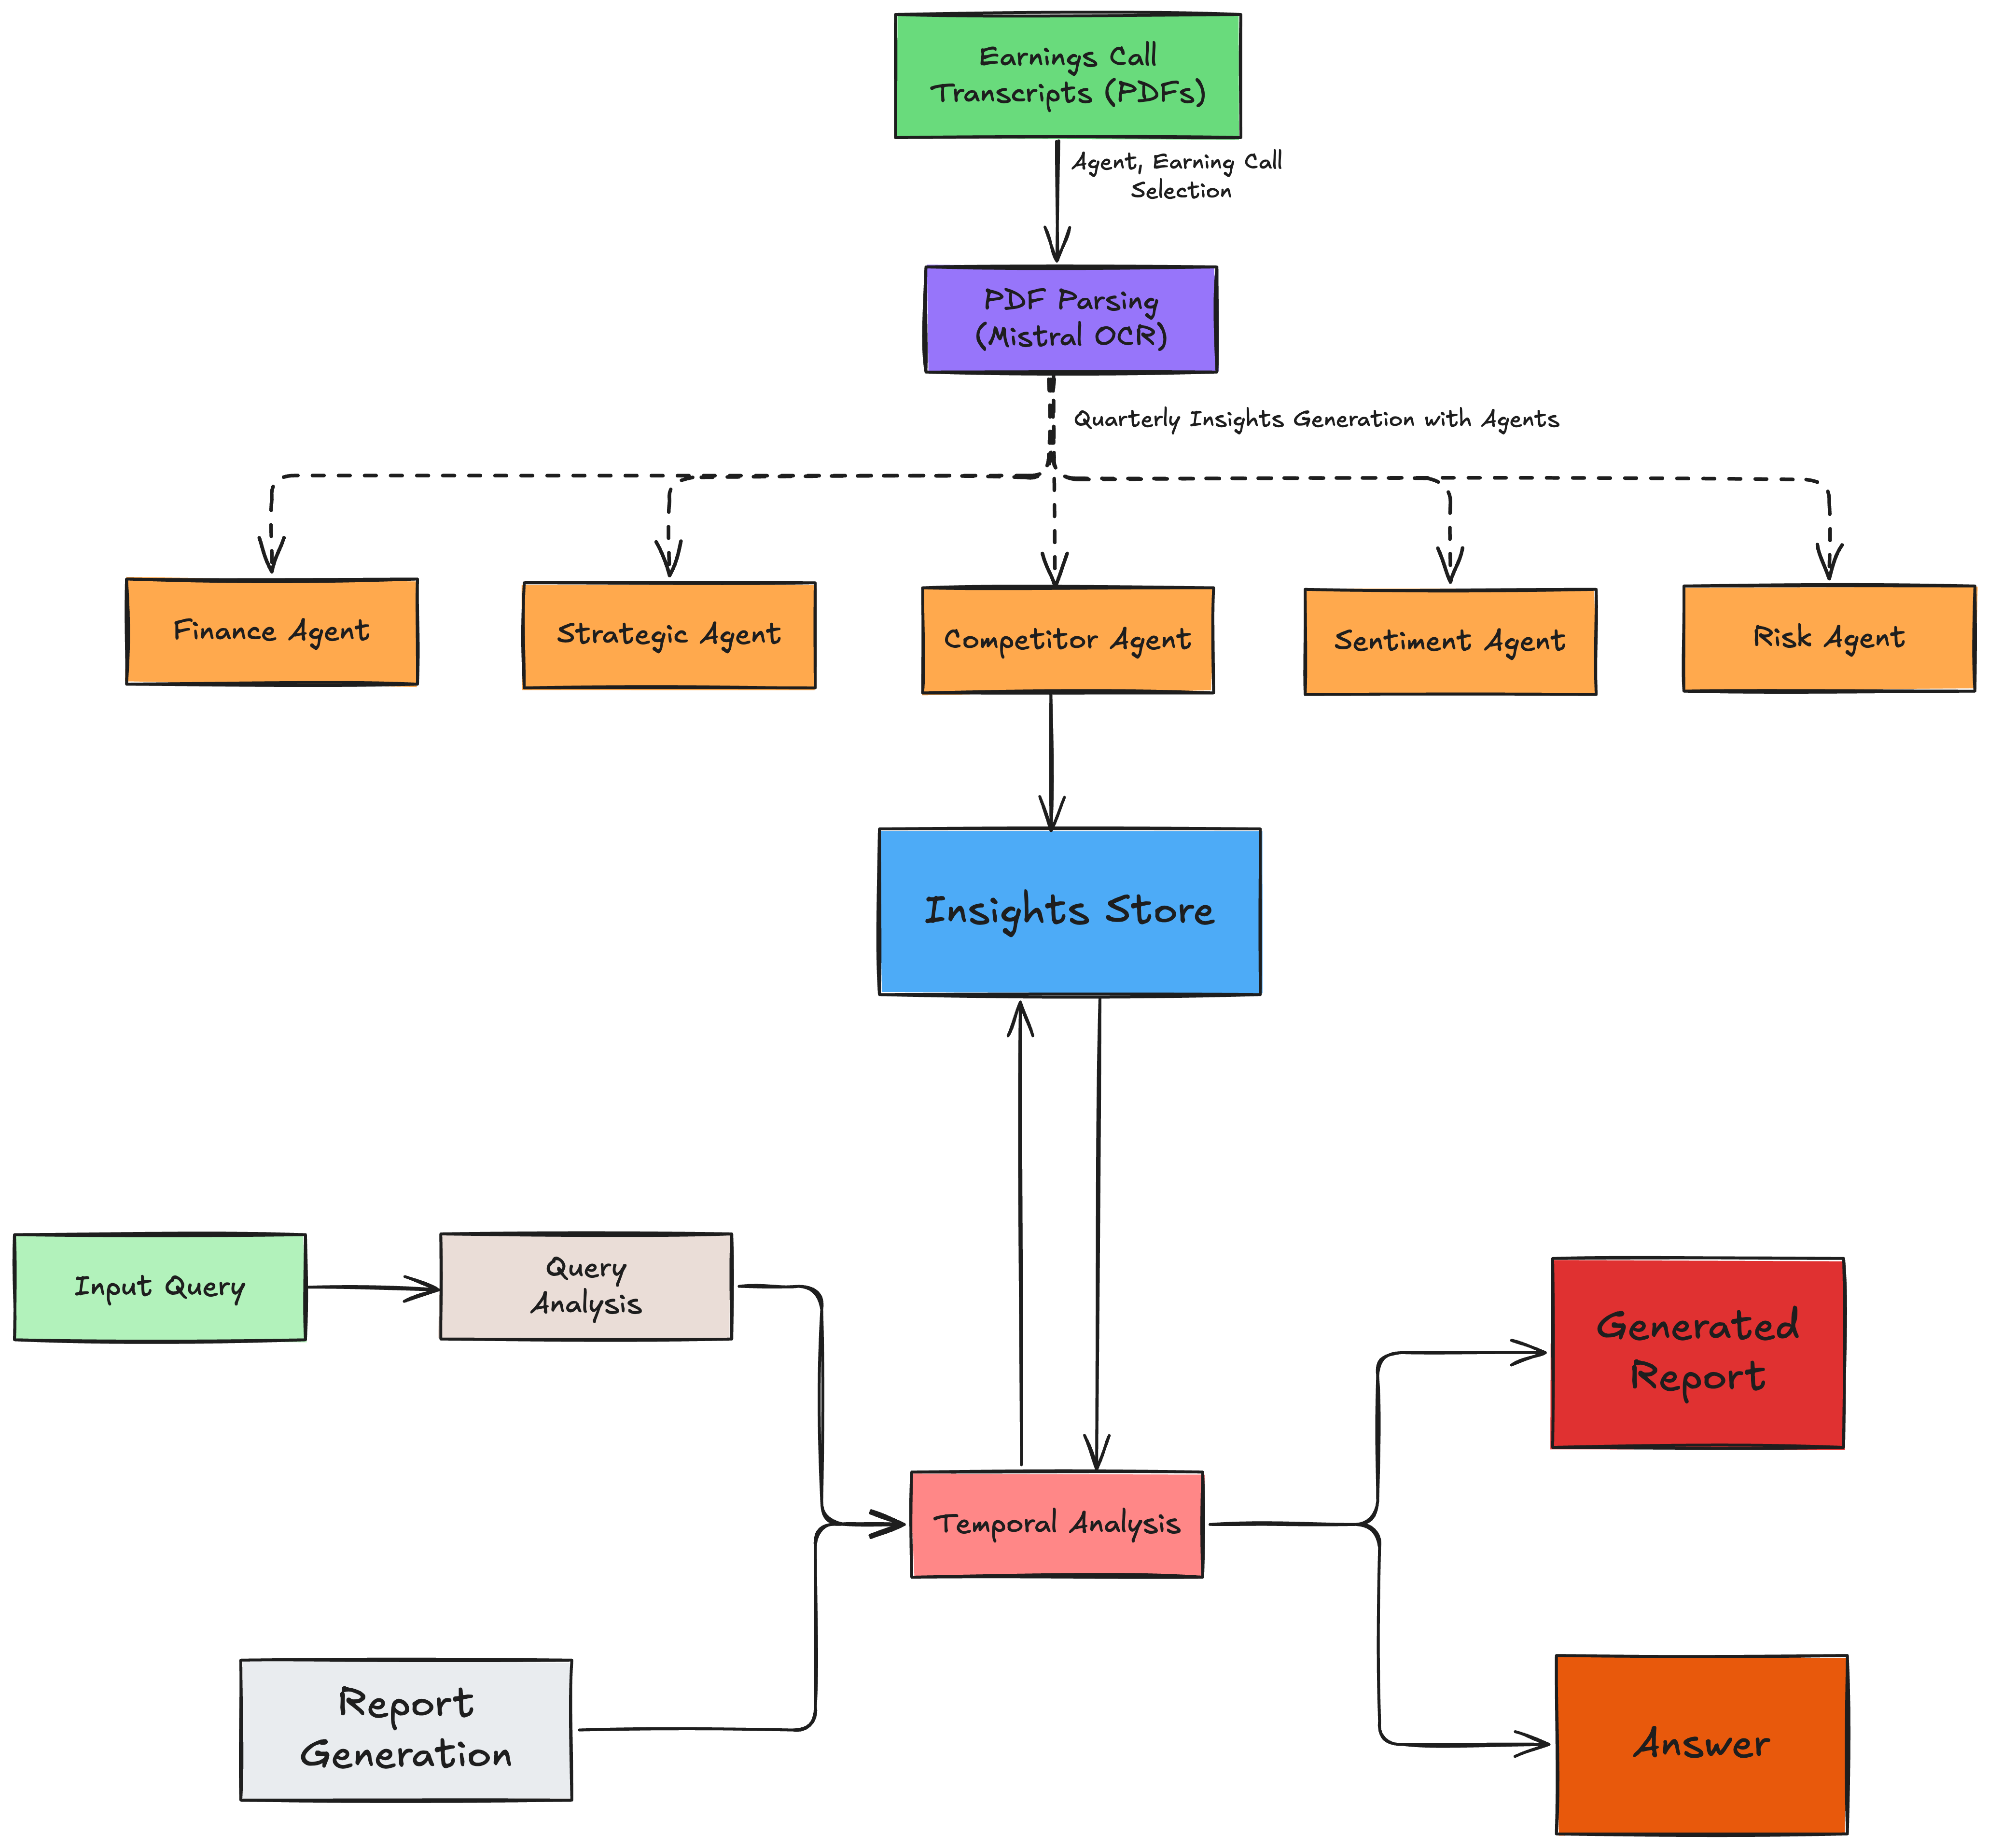 Earnings Call
Transcripts (PDFs)
Agent, Earning Call
Selection
PDF Parsing
(Mistral OCR)
Quarterly Insights Generation with Agents
Finance Agent
Strategic Agent
Competitor Agent
Sentiment Agent
Risk Agent
Insights Store
Input Query
Query
Analysis
Generated
Report
Temporal Analysis
Report
Generation
Answer